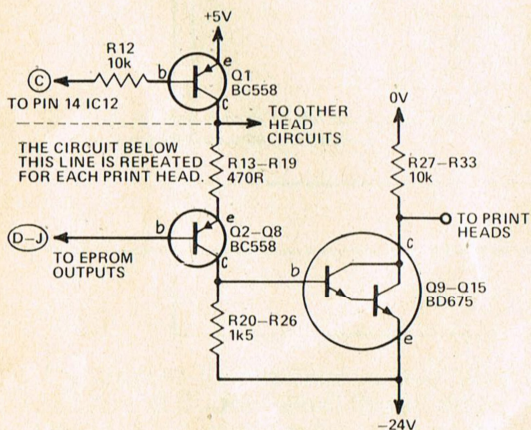 +5V
R12
10k
b
e
Q1
BC558
c
C
TO PIN 14 IC12
TO OTHER
HEAD
CIRCUITS
0V
THE CIRCUIT BELOW
THIS LINE IS REPEATED
FOR EACH PRINT HEAD.
R13–R19
470R
R27–R33
10k
e
Q2–Q8
BC558
D–J
b
c
TO EPROM
OUTPUTS
TO PRINT
HEADS
c
b
Q9–Q15
BD675
R20–R26
1k5
e
–24V